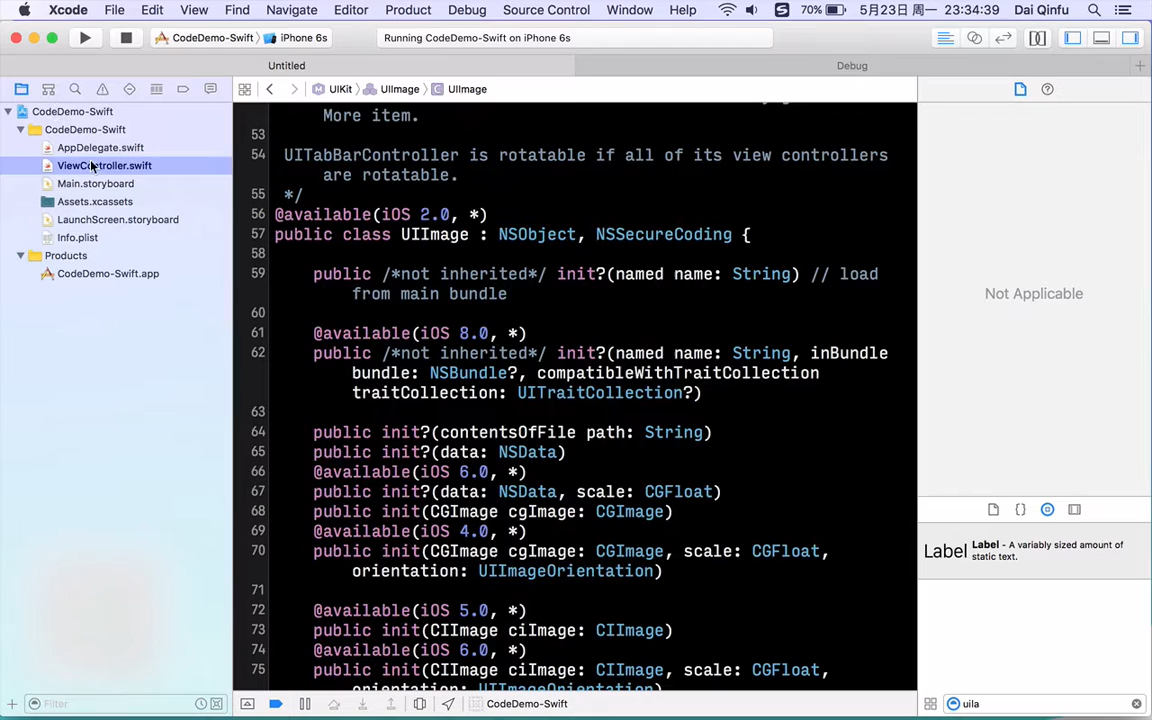 Xcode File Edit View Find Navigate Editor Product Debug Source Control Window Help 70% 5月23日 周一 23:34:39 Dai Qinfu
CodeDemo-Swift iPhone 6s Running CodeDemo-Swift on iPhone 6s
Untitled Debug
UIKit UIImage UIImage
CodeDemo-Swift
CodeDemo-Swift
AppDelegate.swift
ViewController.swift
Main.storyboard
Assets.xcassets
LaunchScreen.storyboard
Info.plist
Products
CodeDemo-Swift.app
Filter
More item.
53
54 UITabBarController is rotatable if all of its view controllers
are rotatable.
55 */
56 @available(iOS 2.0, *)
57 public class UIImage : NSObject, NSSecureCoding {
58
59 public /*not inherited*/ init?(named name: String) // load
from main bundle
60
61 @available(iOS 8.0, *)
62 public /*not inherited*/ init?(named name: String, inBundle
bundle: NSBundle?, compatibleWithTraitCollection
traitCollection: UITraitCollection?)
63
64 public init?(contentsOfFile path: String)
65 public init?(data: NSData)
66 @available(iOS 6.0, *)
67 public init?(data: NSData, scale: CGFloat)
68 public init(CGImage cgImage: CGImage)
69 @available(iOS 4.0, *)
70 public init(CGImage cgImage: CGImage, scale: CGFloat,
orientation: UIImageOrientation)
71
72 @available(iOS 5.0, *)
73 public init(CIImage ciImage: CIImage)
74 @available(iOS 6.0, *)
75 public init(CIImage ciImage: CIImage, scale: CGFloat,
orientation: UIImageOrientation)
CodeDemo-Swift
Not Applicable
Label Label - A variably sized amount of
static text.
uila